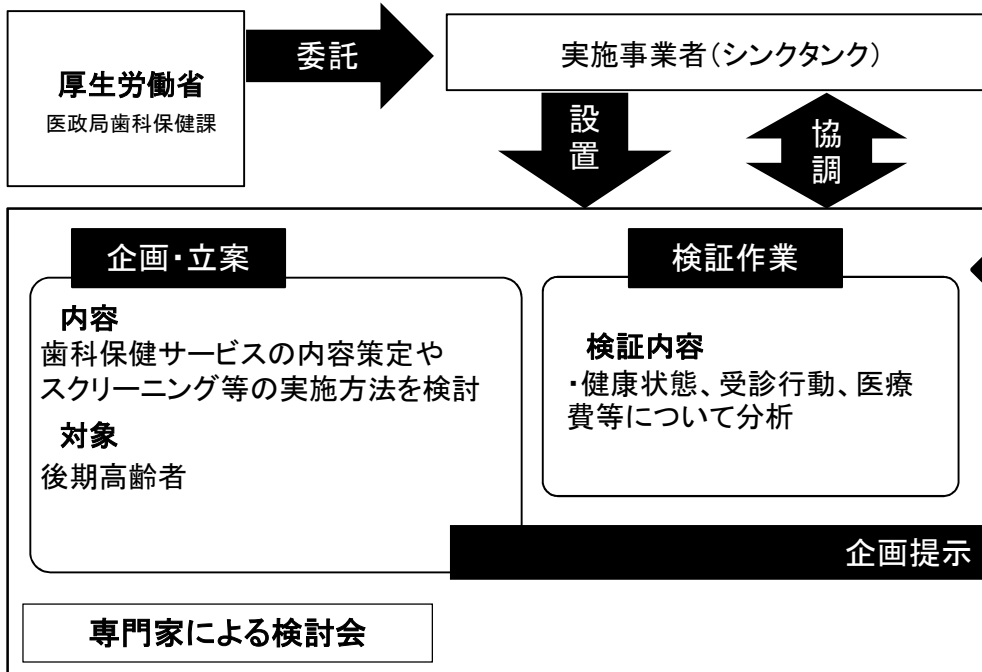 厚生労働省
医政局歯科保健課
委託
実施事業者（シンクタンク）
設置
協調
企画・立案
内容
歯科保健サービスの内容策定や
スクリーニング等の実施方法を検討
対象
後期高齢者
検証作業
検証内容
・健康状態、受診行動、医療
費等について分析
企画提示
専門家による検討会